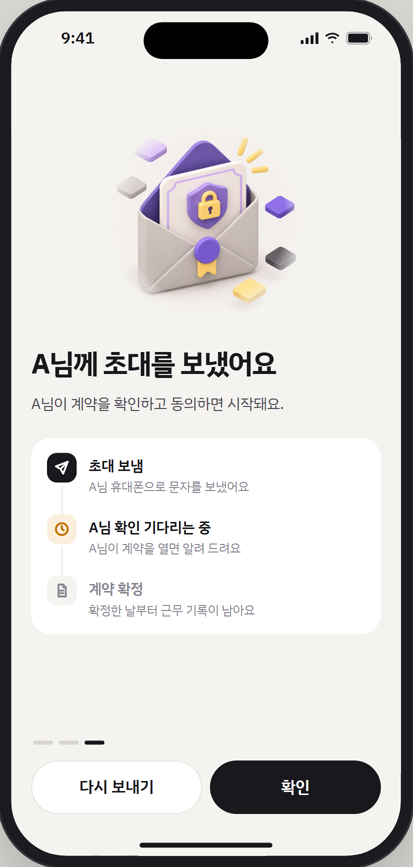 9:41
A님께 초대를 보냈어요
A님이 계약을 확인하고 동의하면 시작돼요.
초대 보냄
A님 휴대폰으로 문자를 보냈어요
A님 확인 기다리는 중
A님이 계약을 열면 알려 드려요
계약 확정
확정한 날부터 근무 기록이 남아요
다시 보내기
확인